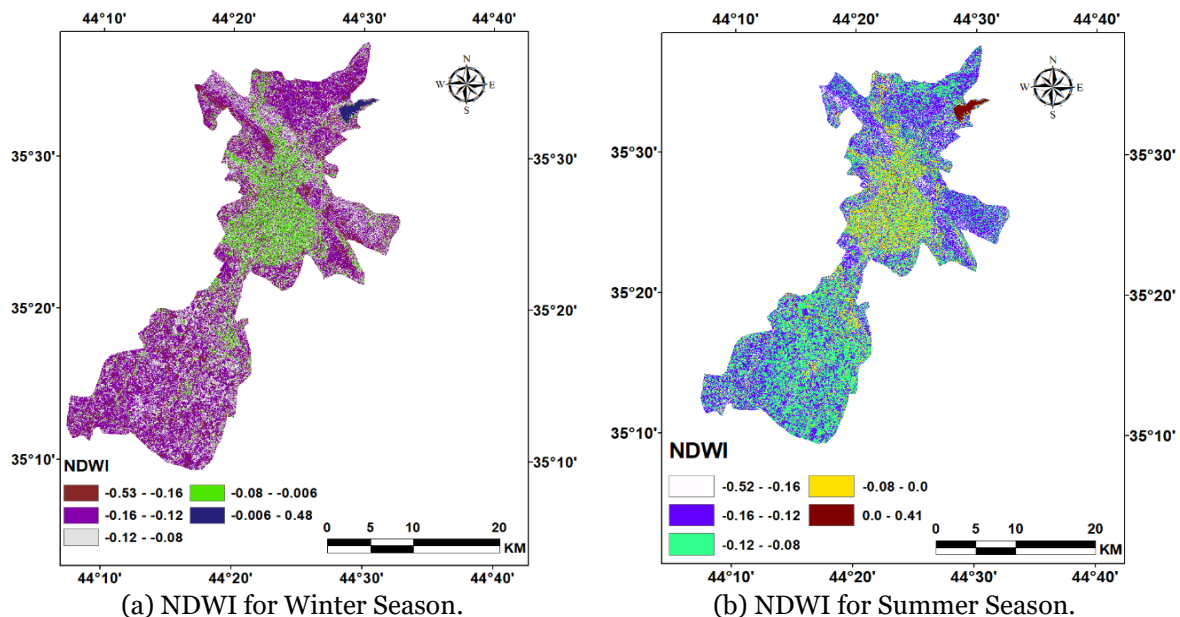 44°10' 44°20' 44°30' 44°40'
N
W E
S
35°30' 35°30'
35°20' 35°20'
35°10' 35°10'
NDWI
-0.53 - -0.16 -0.08 - -0.006
-0.16 - -0.12 -0.006 - 0.48
-0.12 - -0.08
0 5 10 20
KM
44°10' 44°20' 44°30' 44°40'
(a) NDWI for Winter Season.
44°10' 44°20' 44°30' 44°40'
N
W E
S
35°30' 35°30'
35°20' 35°20'
35°10' 35°10'
NDWI
-0.52 - -0.16 -0.08 - 0.0
-0.16 - -0.12 0.0 - 0.41
-0.12 - -0.08
0 5 10 20
KM
44°10' 44°20' 44°30' 44°40'
(b) NDWI for Summer Season.